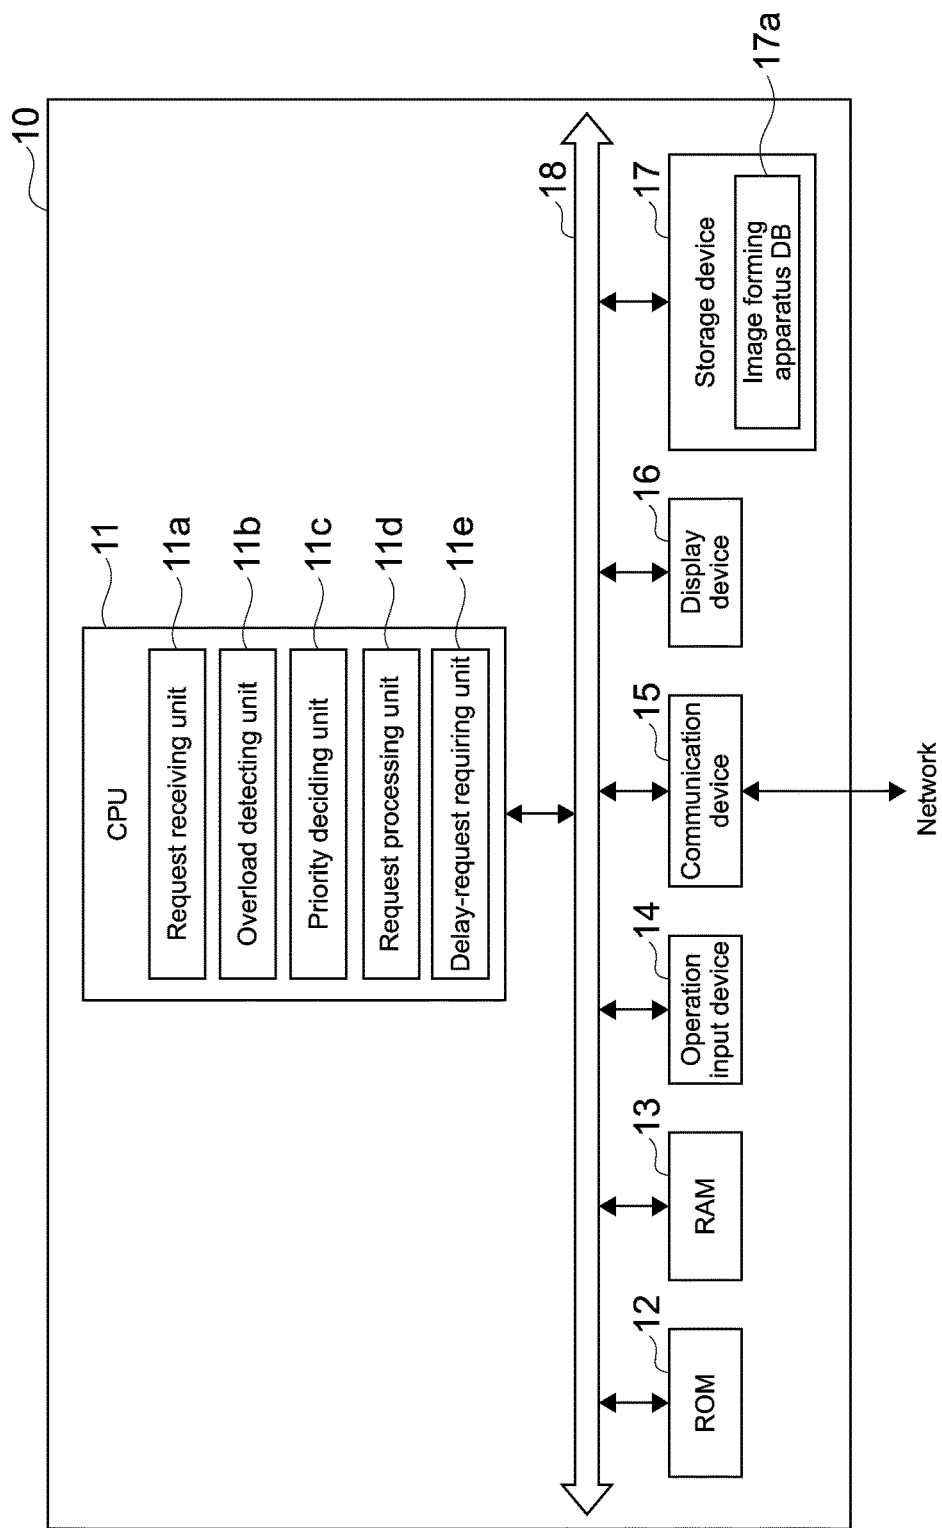 10
11
CPU
11a
Request receiving unit
11b
Overload detecting unit
11c
Priority deciding unit
11d
Request processing unit
11e
Delay-request requiring unit
18
12
ROM
13
RAM
14
Operation
input device
15
Communication
device
16
Display
device
17
Storage device
17a
Image forming
apparatus DB
Network